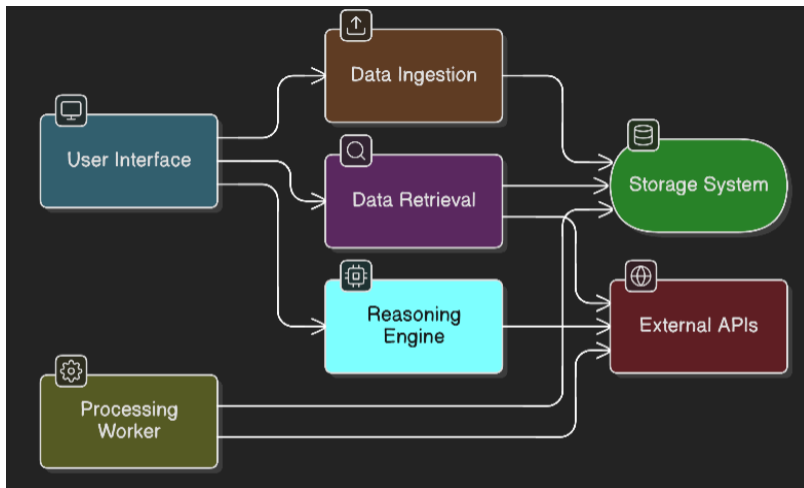 Data Ingestion
User Interface
Data Retrieval
Storage System
Reasoning
Engine
External APIs
Processing
Worker